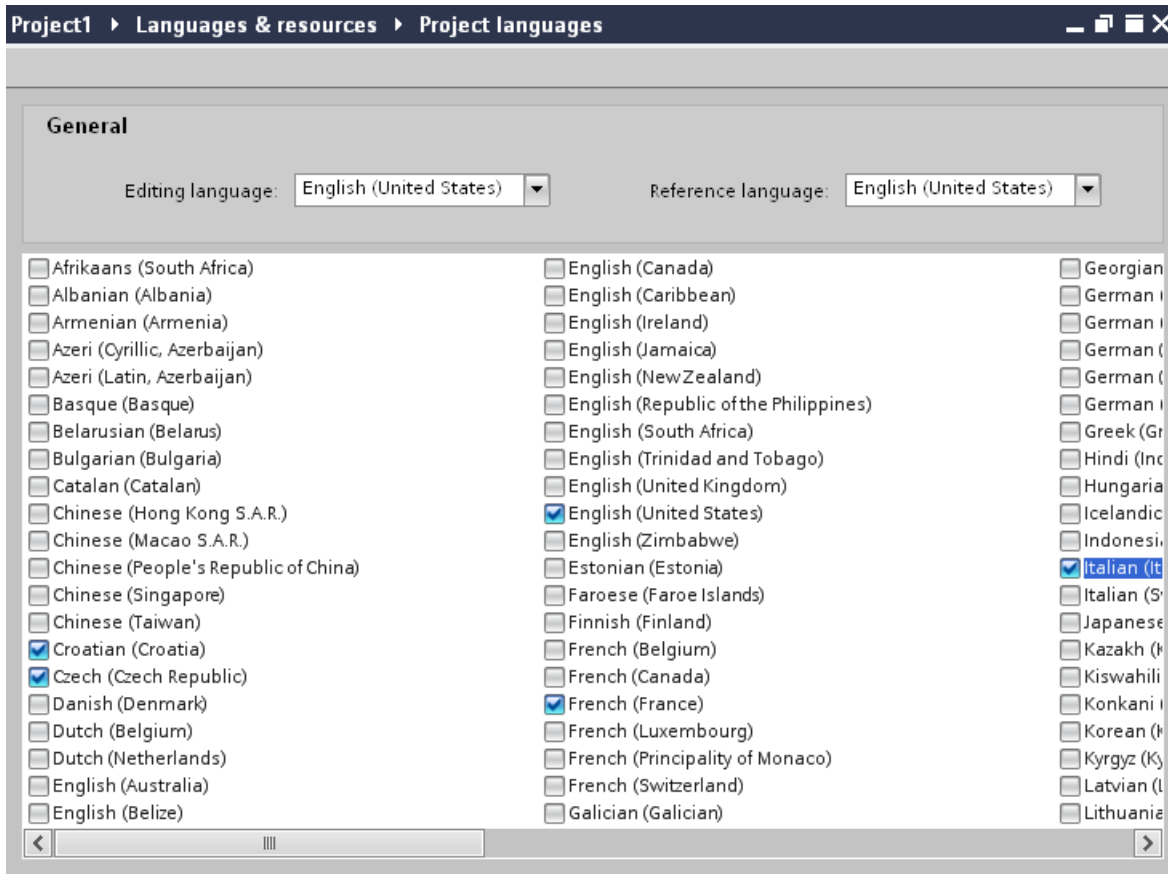 Project1 ▸ Languages & resources ▸ Project languages
General
Editing language: English (United States) Reference language: English (United States)
Afrikaans (South Africa)
Albanian (Albania)
Armenian (Armenia)
Azeri (Cyrillic, Azerbaijan)
Azeri (Latin, Azerbaijan)
Basque (Basque)
Belarusian (Belarus)
Bulgarian (Bulgaria)
Catalan (Catalan)
Chinese (Hong Kong S.A.R.)
Chinese (Macao S.A.R.)
Chinese (People's Republic of China)
Chinese (Singapore)
Chinese (Taiwan)
Croatian (Croatia)
Czech (Czech Republic)
Danish (Denmark)
Dutch (Belgium)
Dutch (Netherlands)
English (Australia)
English (Belize)
English (Canada)
English (Caribbean)
English (Ireland)
English (Jamaica)
English (New Zealand)
English (Republic of the Philippines)
English (South Africa)
English (Trinidad and Tobago)
English (United Kingdom)
English (United States)
English (Zimbabwe)
Estonian (Estonia)
Faroese (Faroe Islands)
Finnish (Finland)
French (Belgium)
French (Canada)
French (France)
French (Luxembourg)
French (Principality of Monaco)
French (Switzerland)
Galician (Galician)
Georgian
German (
German (
German (
German (
German (
Greek (Gr
Hindi (Ind
Hungaria
Icelandic
Indonesi
Italian (It
Italian (S
Japanese
Kazakh (
Kiswahili
Konkani (
Korean (
Kyrgyz (Ky
Latvian (
Lithuania